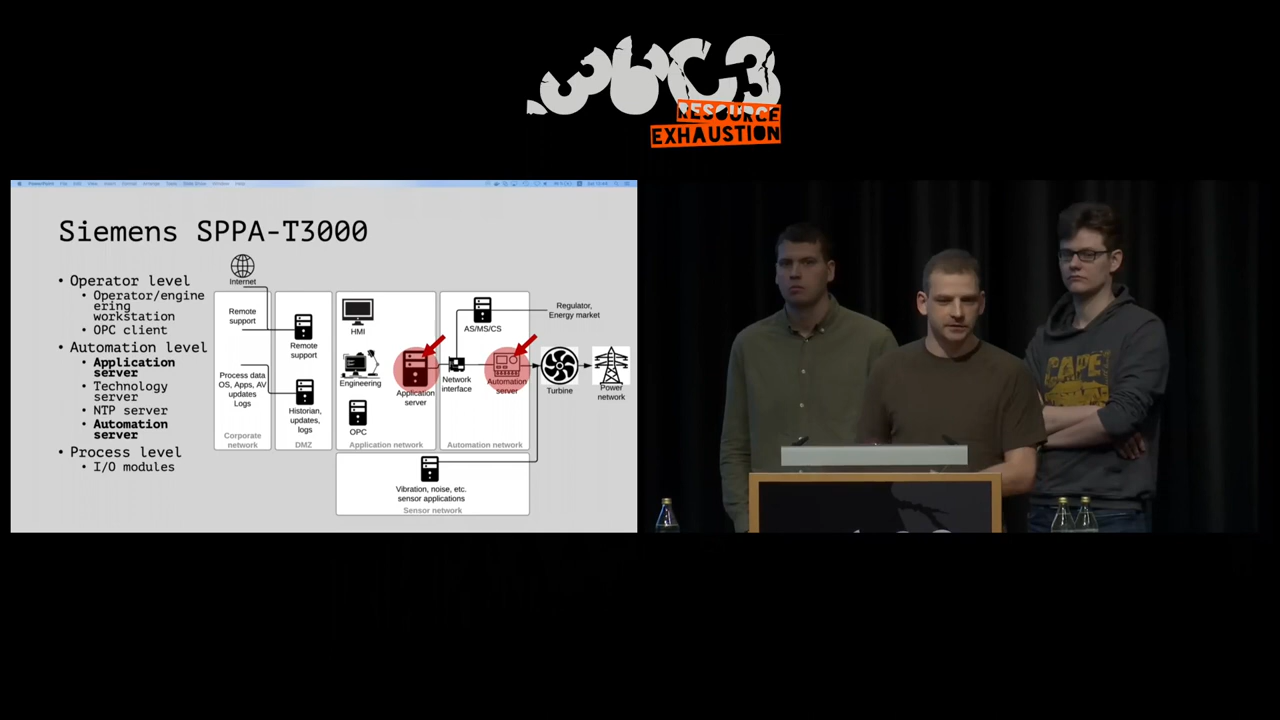 36C3
RESOURCE
EXHAUSTION
Siemens SPPA-T3000
• Operator level
• Operator/engine
ering
workstation
• OPC client
• Automation level
• Application
server
• Technology
server
• NTP server
• Automation
server
• Process level
• I/O modules
Internet
Remote
support
Process data
OS, Apps, AV
updates
Logs
Corporate
network
Remote
support
Historian,
updates,
logs
DMZ
HMI
Engineering
OPC
Application
server
Application network
AS/MS/CS
Network
interface
Automation
server
Automation network
Regulator,
Energy market
Turbine
Power
network
Vibration, noise, etc.
sensor applications
Sensor network
CAPE